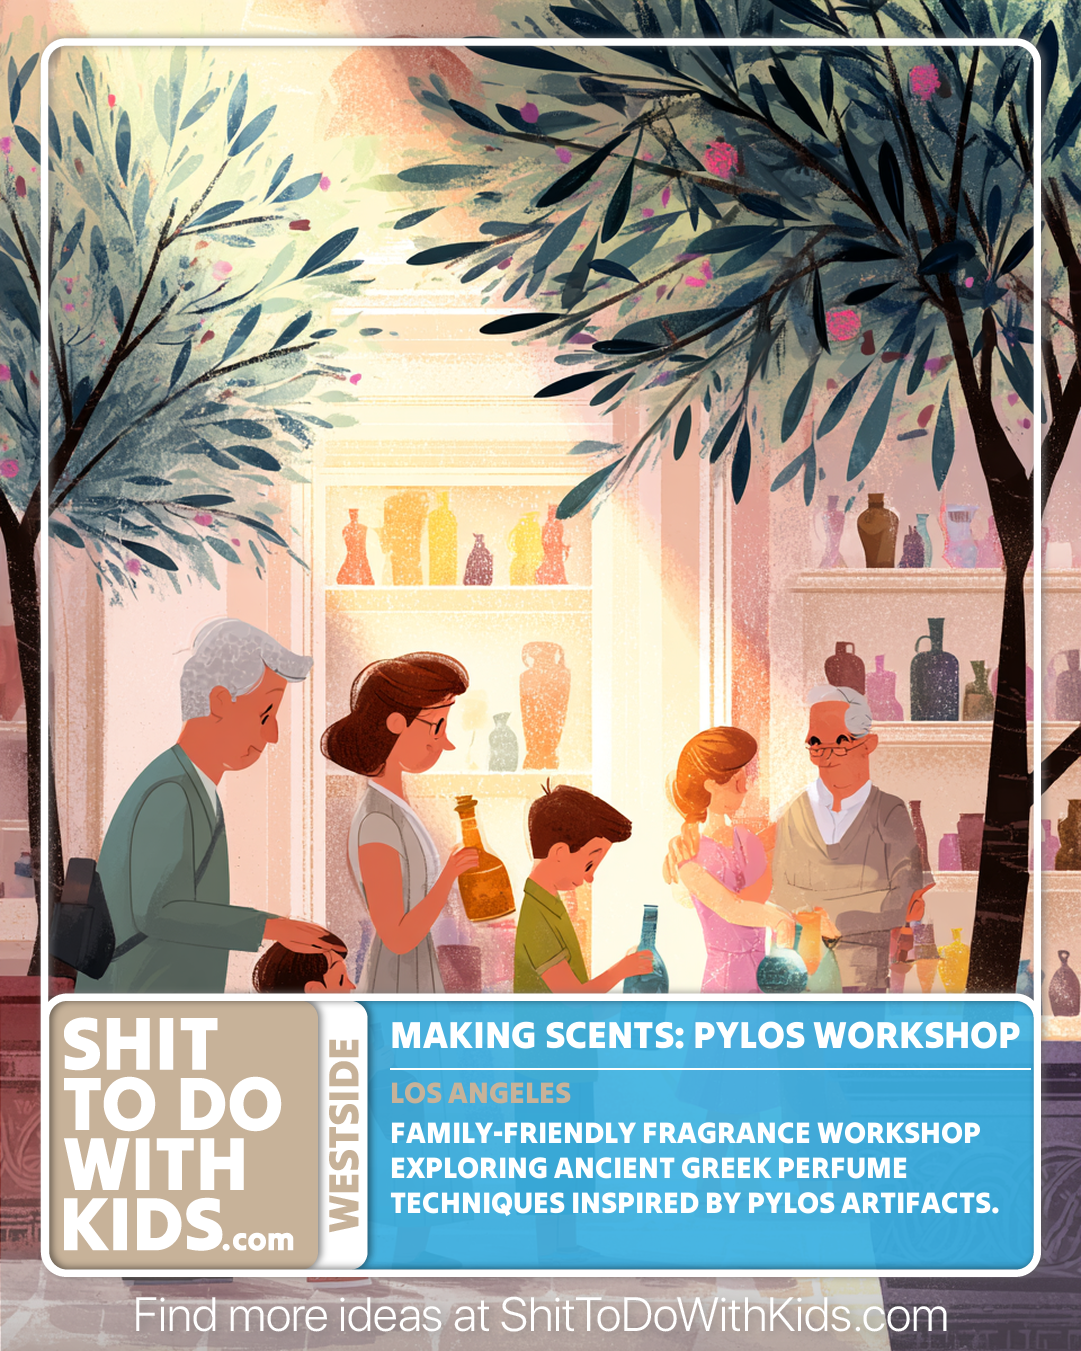 SHIT
TO DO
WITH
KIDS.com
WESTSIDE
MAKING SCENTS: PYLOS WORKSHOP
LOS ANGELES
FAMILY-FRIENDLY FRAGRANCE WORKSHOP
EXPLORING ANCIENT GREEK PERFUME
TECHNIQUES INSPIRED BY PYLOS ARTIFACTS.
Find more ideas at ShitToDoWithKids.com